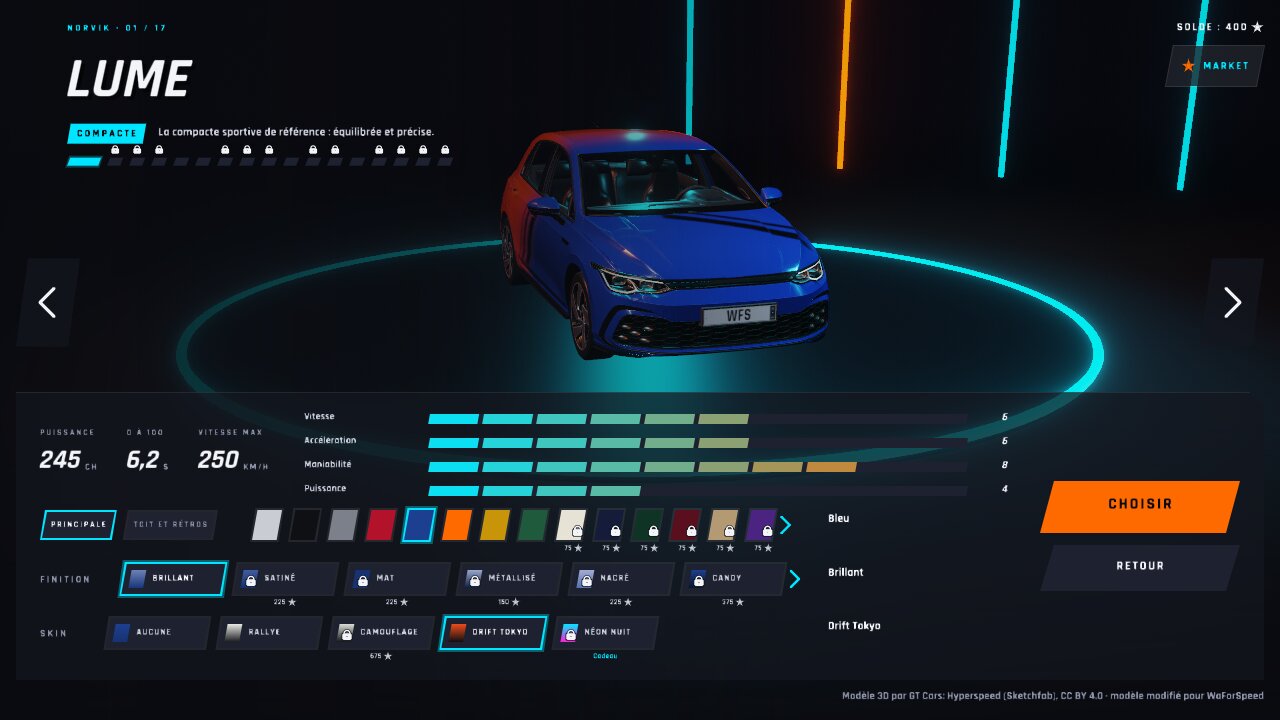 NORVIK · 01 / 17
SOLDE : 400 ★
LUME
★ MARKET
COMPACTE La compacte sportive de référence : équilibrée et précise.
WFS
PUISSANCE 0 À 100 VITESSE MAX
245 CH 6,2 S 250 KM/H
Vitesse 6
Accélération 6
Maniabilité 8
Puissance 4
PRINCIPALE TOIT ET RÉTROS Bleu
75 ★ 75 ★ 75 ★ 75 ★ 75 ★ 75 ★
CHOISIR
FINITION BRILLANT SATINÉ MAT MÉTALLISÉ NACRÉ CANDY Brillant
225 ★ 225 ★ 150 ★ 225 ★ 375 ★
RETOUR
SKIN AUCUNE RALLYE CAMOUFLAGE DRIFT TOKYO NÉON NUIT Drift Tokyo
675 ★ Cadeau
Modèle 3D par GT Cars: Hyperspeed (Sketchfab), CC BY 4.0 · modèle modifié pour WaForSpeed